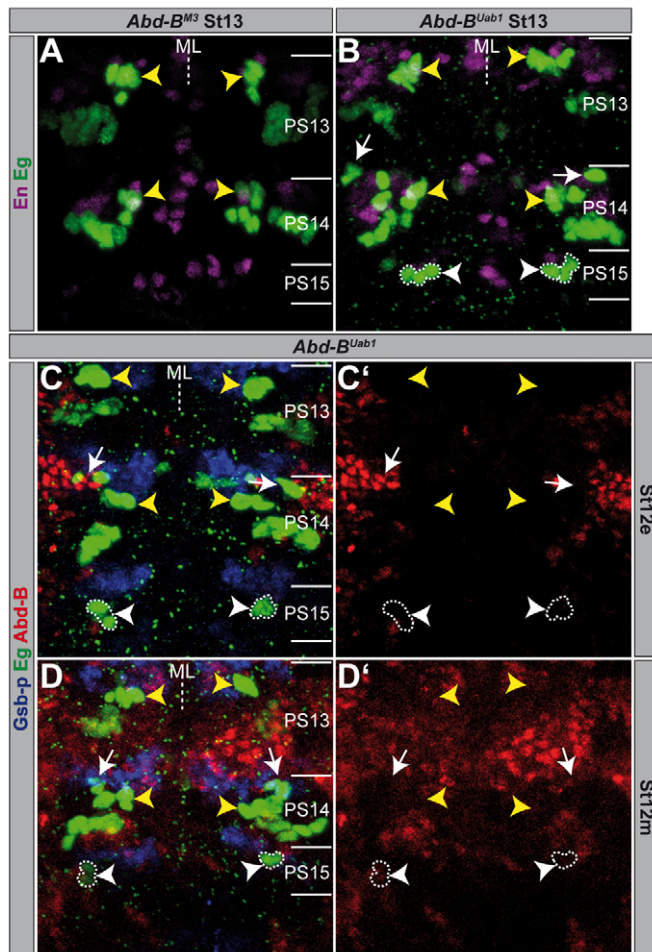 Abd-B^M3 St13
Abd-B^Uab1 St13
En Eg
A
ML
PS13
PS14
PS15
B
ML
PS13
PS14
PS15
Abd-B^Uab1
Gsb-p Eg Abd-B
C
ML
PS13
PS14
PS15
C'
St12e
D
ML
PS13
PS14
PS15
D'
St12m